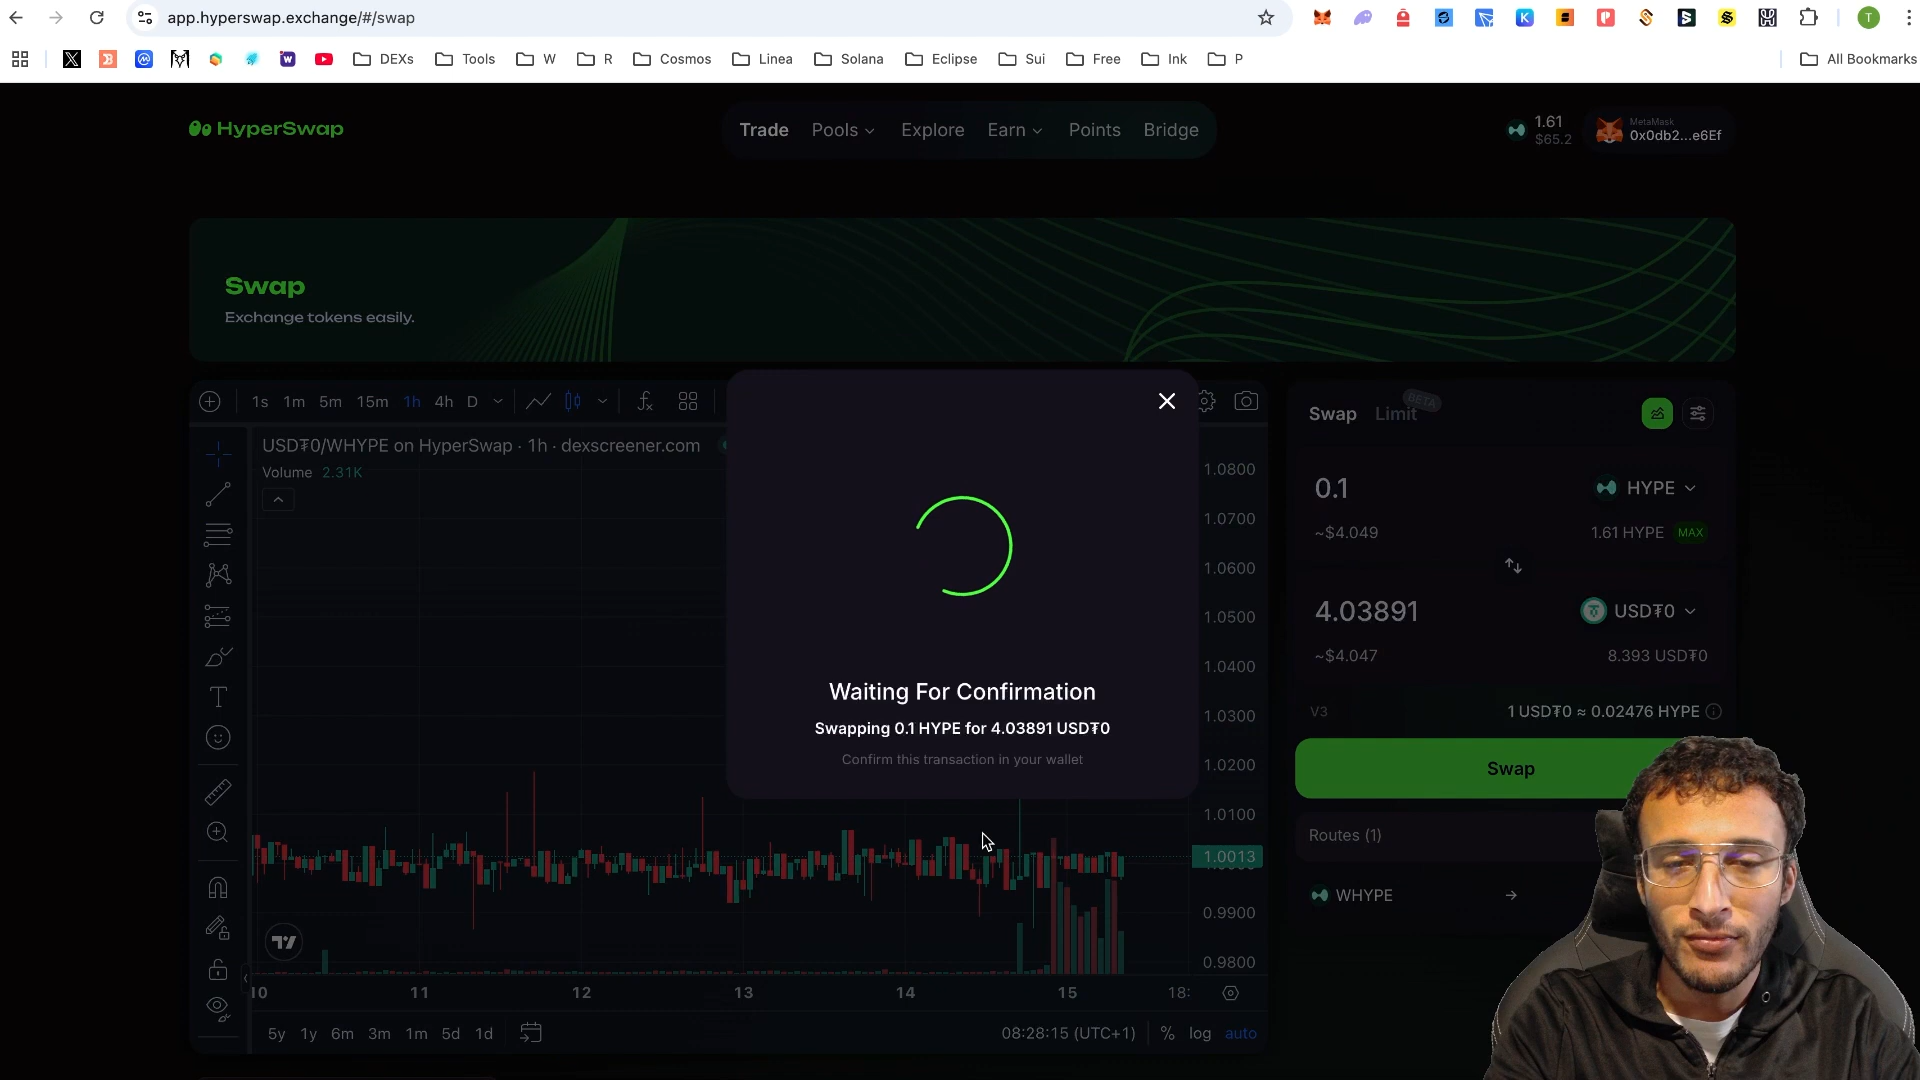 app.hyperswap.exchange/#/swap
T
DEXs
Tools
W
R
Cosmos
Linea
Solana
Eclipse
Sui
Free
Ink
P
All Bookmarks
HyperSwap
Trade
Pools
Explore
Earn
Points
Bridge
1.61
$65.2
MetaMask
0x0db2...e6Ef
Swap
Exchange tokens easily.
1s 1m 5m 15m 1h 4h D
USD₮0/WHYPE on HyperSwap · 1h · dexscreener.com
Volume 2.31K
1.0800
1.0700
1.0600
1.0500
1.0400
1.0300
1.0200
1.0100
1.0013
0.9900
0.9800
10 11 12 13 14 15 18:
5y 1y 6m 3m 1m 5d 1d
08:28:15 (UTC+1)
% log auto
Waiting For Confirmation
Swapping 0.1 HYPE for 4.03891 USD₮0
Confirm this transaction in your wallet
Swap Limit BETA
0.1
HYPE
~$4.049
1.61 HYPE MAX
4.03891
USD₮0
~$4.047
8.393 USD₮0
V3
1 USD₮0 ≈ 0.02476 HYPE
Swap
Routes (1)
WHYPE